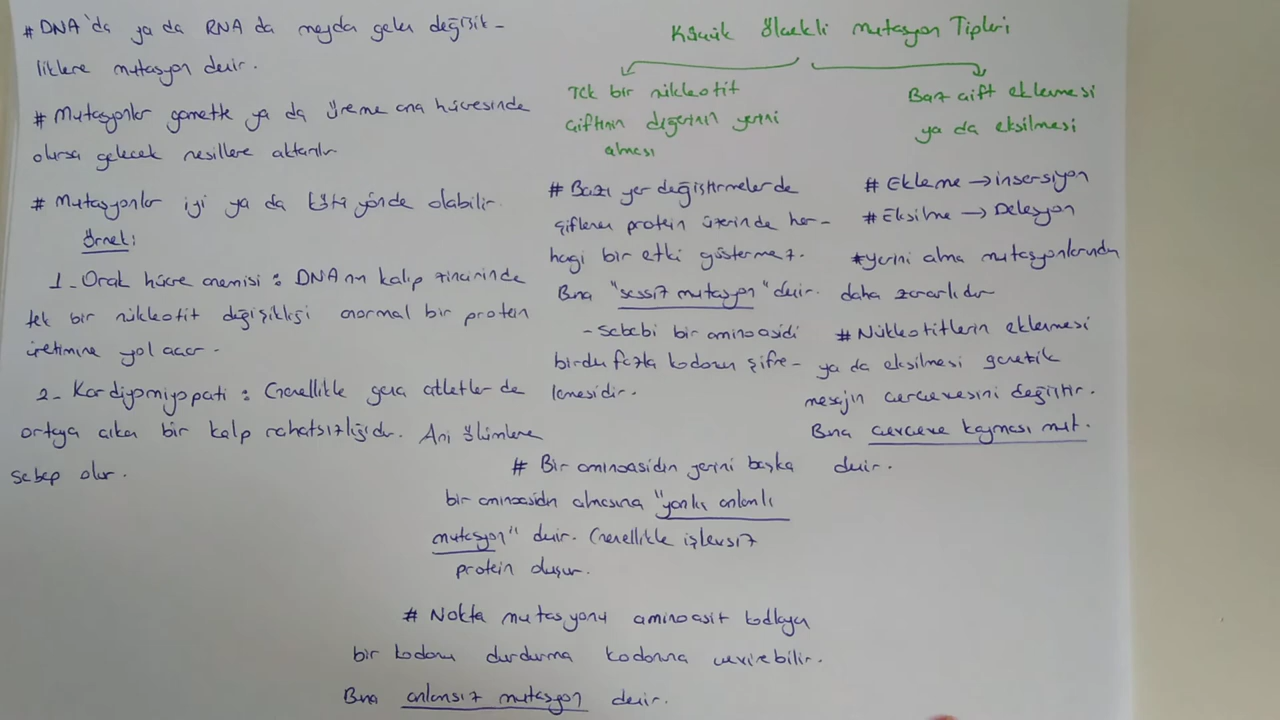 # DNA'da ya da RNA da meyda gelen değişik-
liklere mutasyon denir.
# Mutasyonlar gamette ya da üreme ana hücresinde
olursa gelecek nesillere aktarılır
# Mutasyonlar iyi ya da kötü yönde olabilir.
Örnek:
1- Orak hücre anemisi : DNA nın kalıp zincirinde
tek bir nükleotit değişikliği anormal bir protein
üretimine yol açar.
2- Kardiyomiyopati : Genellikle genç atletlerde
ortaya çıkan bir kalp rahatsızlığıdır. Ani ölümlere
sebep olur.
Küçük Ölçekli mutasyon Tipleri
Tek bir nükleotit
çiftinin diğerinin yerini
alması
# Bazı yer değiştirmelerde
çiftlenen protein üzerinde her-
hagi bir etki göstermez.
Buna "sessiz mutasyon" denir.
- Sebebi bir aminoasidi
birden fazla kodonun şifre-
lemesidir.
Baz çift eklemesi
ya da eksilmesi
# Ekleme → insersiyon
# Eksilme → Delesyon
# Yerini alma mutasyonlarından
daha zararlıdır
# Nükleotitlerin eklenmesi
ya da eksilmesi genetik
mesajın çerçevesini değiştir.
Buna çerçeve kayması mut.
denir.
# Bir aminoasidin yerini başka
bir aminoasidin almasına "yanlış anlamlı
mutasyon" denir. Genellikle işlevsiz
protein oluşur.
# Nokta mutasyonu aminoasit kodlayan
bir kodonu durdurma kodonuna çevirebilir.
Buna anlamsız mutasyon denir.